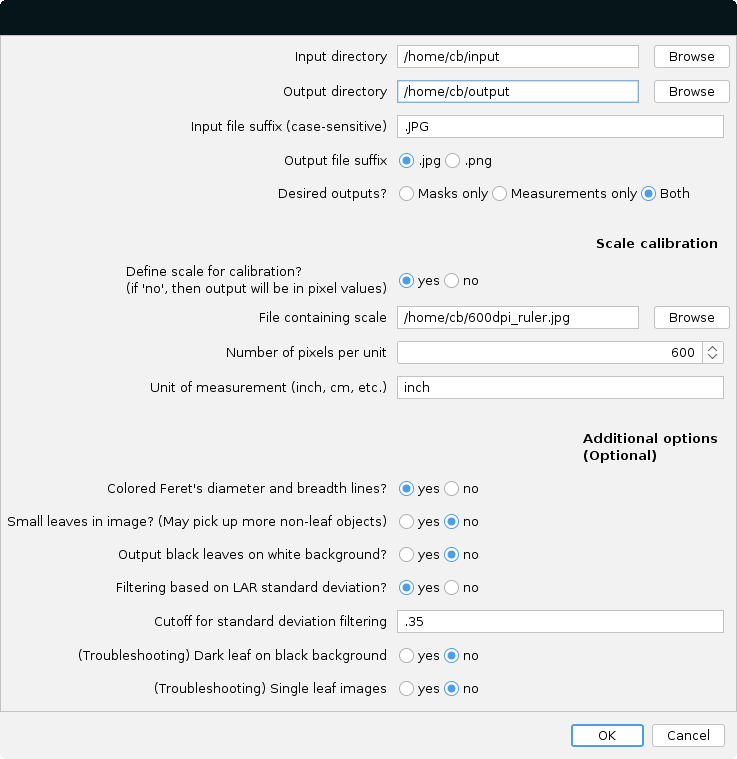 Input directory /home/cb/input Browse
Output directory /home/cb/output Browse
Input file suffix (case-sensitive) .JPG
Output file suffix .jpg .png
Desired outputs? Masks only Measurements only Both
Scale calibration
Define scale for calibration?
(if 'no', then output will be in pixel values) yes no
File containing scale /home/cb/600dpi_ruler.jpg Browse
Number of pixels per unit 600
Unit of measurement (inch, cm, etc.) inch
Additional options
(Optional)
Colored Feret's diameter and breadth lines? yes no
Small leaves in image? (May pick up more non-leaf objects) yes no
Output black leaves on white background? yes no
Filtering based on LAR standard deviation? yes no
Cutoff for standard deviation filtering .35
(Troubleshooting) Dark leaf on black background yes no
(Troubleshooting) Single leaf images yes no
OK Cancel